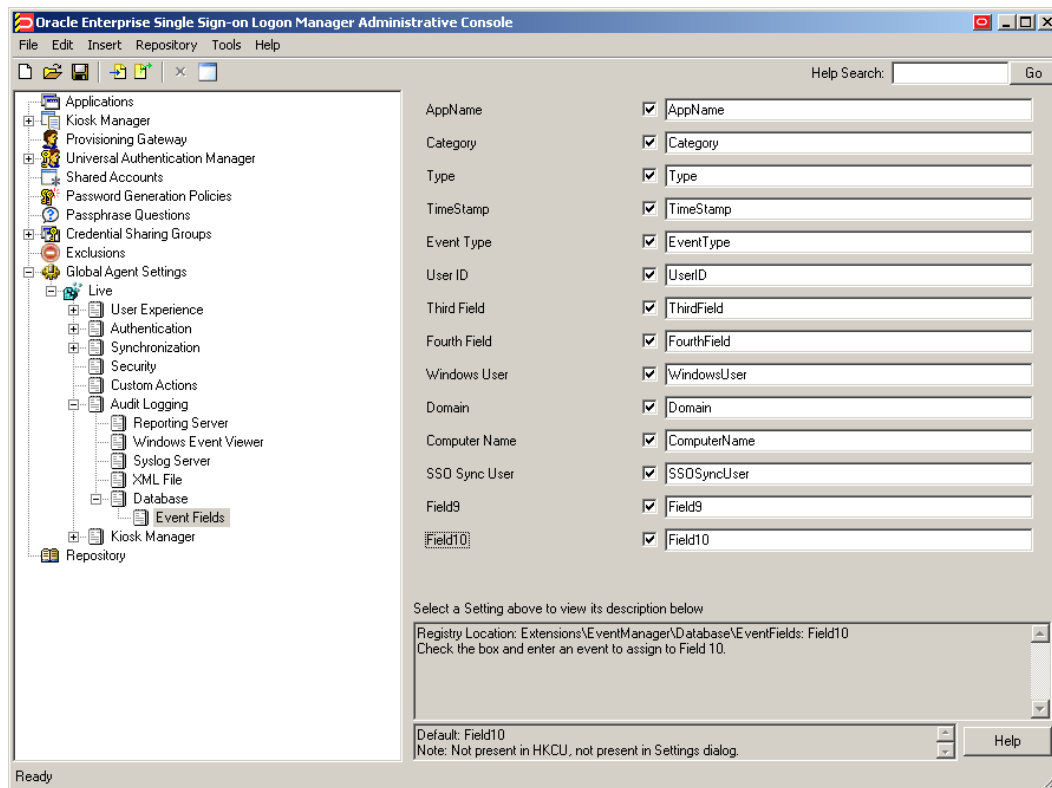 Oracle Enterprise Single Sign-on Logon Manager Administrative Console
File Edit Insert Repository Tools Help
Help Search: Go
Applications
Kiosk Manager
Provisioning Gateway
Universal Authentication Manager
Shared Accounts
Password Generation Policies
Passphrase Questions
Credential Sharing Groups
Exclusions
Global Agent Settings
Live
User Experience
Authentication
Synchronization
Security
Custom Actions
Audit Logging
Reporting Server
Windows Event Viewer
Syslog Server
XML File
Database
Event Fields
Kiosk Manager
Repository
AppName AppName
Category Category
Type Type
TimeStamp TimeStamp
Event Type EventType
User ID UserID
Third Field ThirdField
Fourth Field FourthField
Windows User WindowsUser
Domain Domain
Computer Name ComputerName
SSO Sync User SSOSyncUser
Field9 Field9
Field10 Field10
Select a Setting above to view its description below
Registry Location: Extensions\EventManager\Database\EventFields: Field10
Check the box and enter an event to assign to Field 10.
Default: Field10
Note: Not present in HKCU, not present in Settings dialog.
Help
Ready